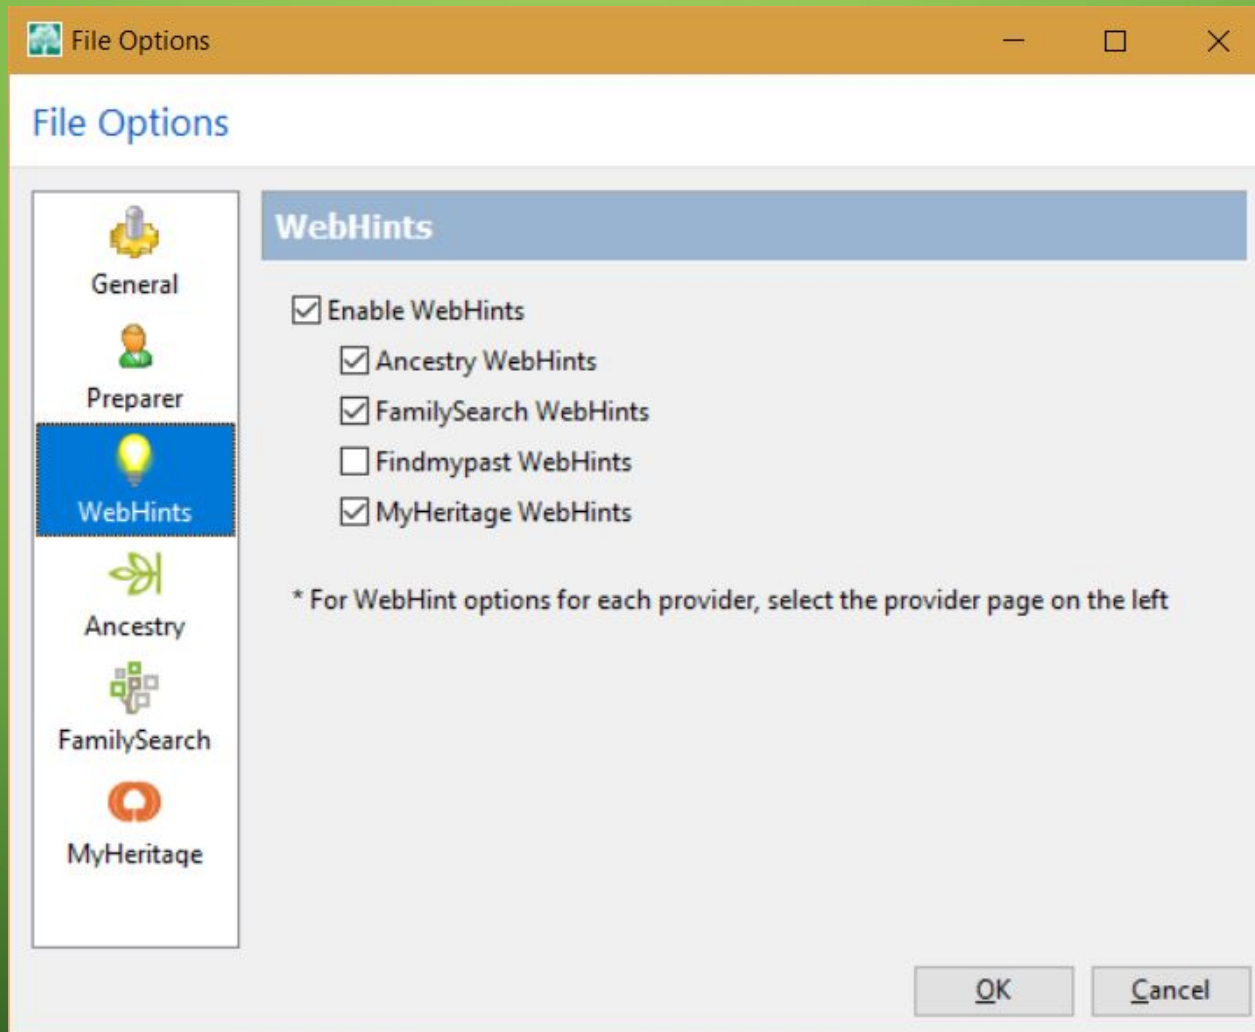 File Options
File Options
General
Preparer
WebHints
Ancestry
FamilySearch
MyHeritage
WebHints
Enable WebHints
Ancestry WebHints
FamilySearch WebHints
Findmypast WebHints
MyHeritage WebHints
* For WebHint options for each provider, select the provider page on the left
OK
Cancel